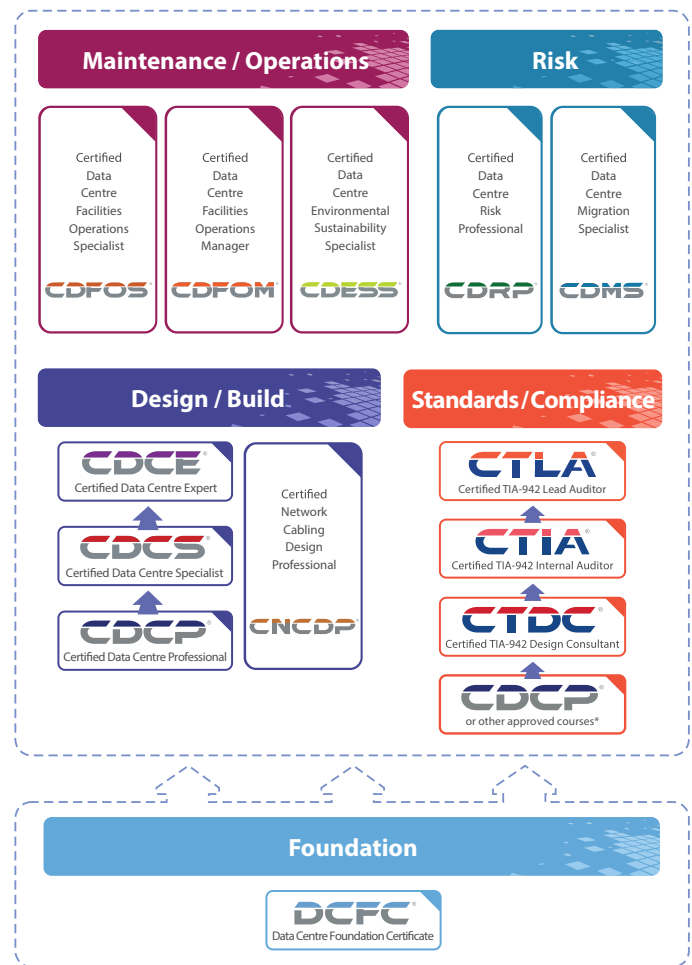 Maintenance / Operations
Certified
Data
Centre
Facilities
Operations
Specialist
CDFOS®
Certified
Data
Centre
Facilities
Operations
Manager
CDFOM®
Certified
Data
Centre
Environmental
Sustainability
Specialist
CDESS®
Risk
Certified
Data
Centre
Risk
Professional
CDRP®
Certified
Data
Centre
Migration
Specialist
CDMS®
Design / Build
CDCE®
Certified Data Centre Expert
CDCS®
Certified Data Centre Specialist
CDCP®
Certified Data Centre Professional
Certified
Network
Cabling
Design
Professional
CNCDP®
Standards/Compliance
CTLA®
Certified TIA-942 Lead Auditor
CTIA®
Certified TIA-942 Internal Auditor
CTDC®
Certified TIA-942 Design Consultant
CDCP®
or other approved courses*
Foundation
DCFC®
Data Centre Foundation Certificate